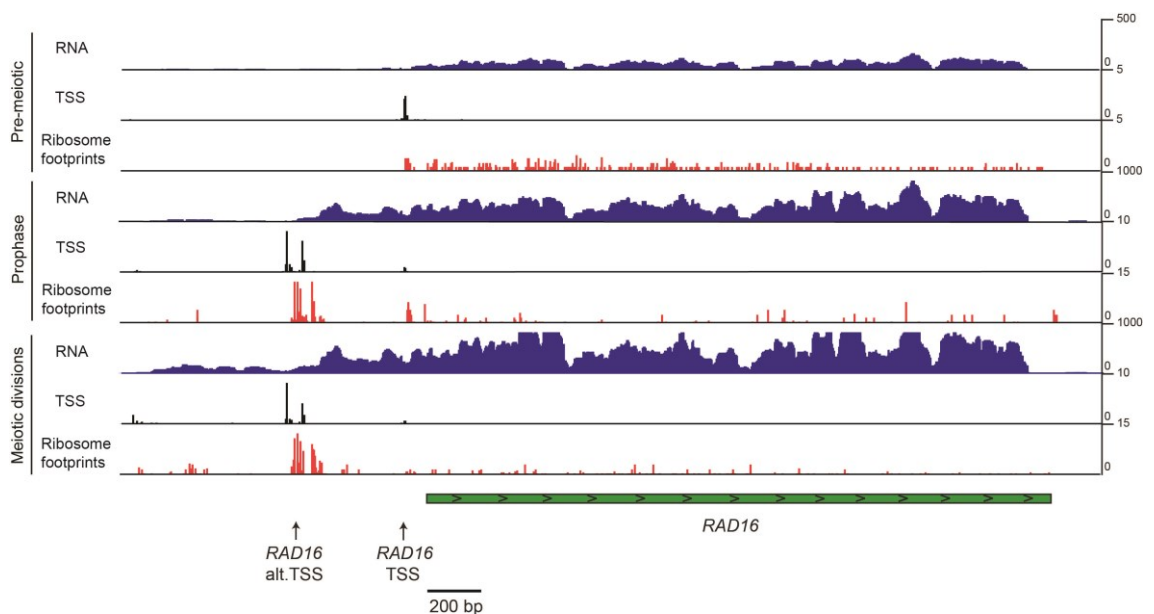 500
Pre-meiotic
RNA
0
5
TSS
0
5
Ribosome
footprints
0
1000
Prophase
RNA
0
10
TSS
0
15
Ribosome
footprints
0
1000
Meiotic divisions
RNA
0
10
TSS
0
15
Ribosome
footprints
0
RAD16
RAD16
alt.TSS
RAD16
TSS
200 bp